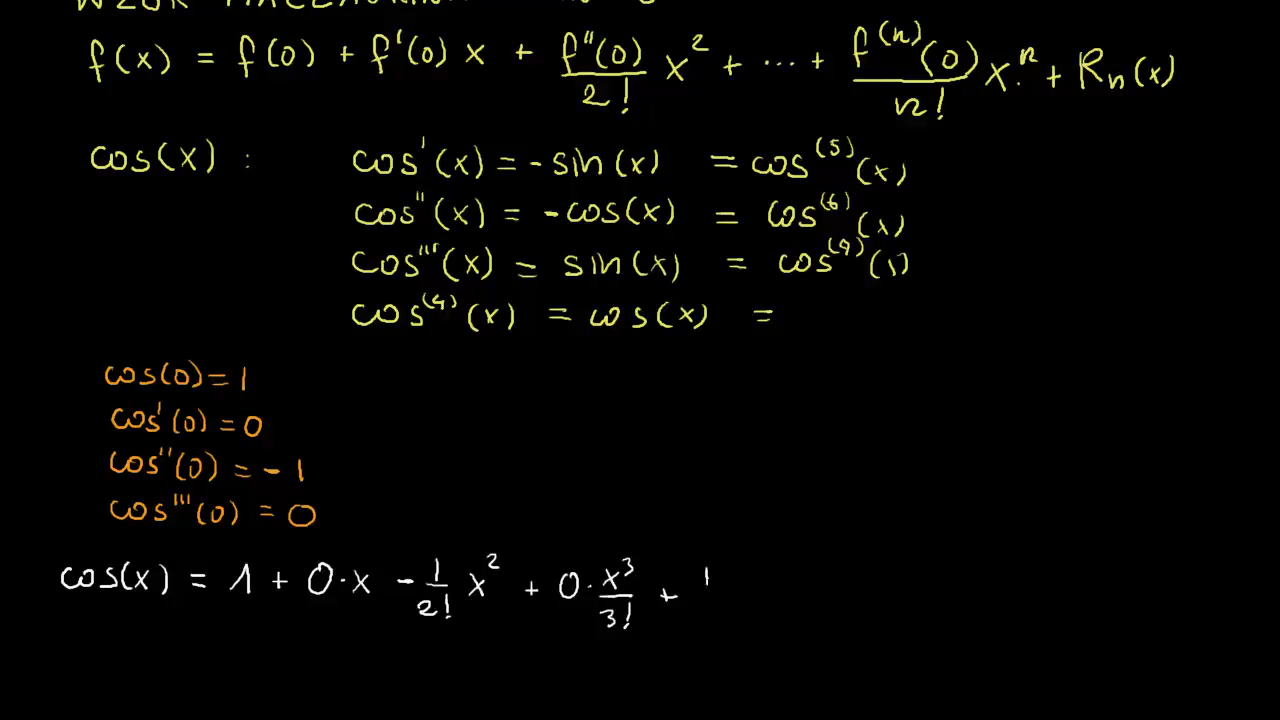 f(x) = f(0) + f'(0) x + f''(0)/2! x² + ... + f⁽ⁿ⁾(0)/n! xⁿ + Rₙ(x)
cos(x) : cos'(x) = - sin(x) = cos⁽⁵⁾(x)
cos''(x) = - cos(x) = cos⁽⁶⁾(x)
cos'''(x) = sin(x) = cos (x)
cos⁽⁴⁾(x) = cos(x) =
cos(0) = 1
cos'(0) = 0
cos''(0) = - 1
cos'''(0) = 0
cos(x) = 1 + 0·x - 1/2! x² + 0· x³/3! + 1